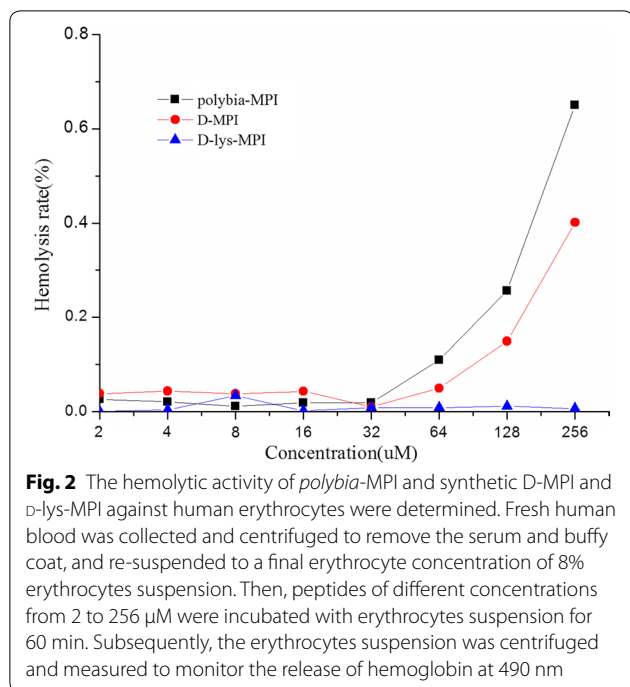 0.8
polybia-MPI
D-MPI
D-lys-MPI
0.6
0.4
0.2
0.0
Hemolysis rate(%)
2 4 8 16 32 64 128 256
Concentration(uM)
Fig. 2 The hemolytic activity of polybia-MPI and synthetic D-MPI and
D-lys-MPI against human erythrocytes were determined. Fresh human
blood was collected and centrifuged to remove the serum and buffy
coat, and re-suspended to a final erythrocyte concentration of 8%
erythrocytes suspension. Then, peptides of different concentrations
from 2 to 256 μM were incubated with erythrocytes suspension for
60 min. Subsequently, the erythrocytes suspension was centrifuged
and measured to monitor the release of hemoglobin at 490 nm